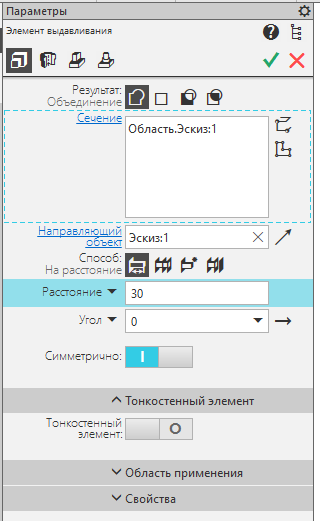 Параметры
Элемент выдавливания
Результат:
Объединение
Сечение
Область.Эскиз:1
Направляющий
объект
Эскиз:1
Способ:
На расстояние
Расстояние
30
Угол
0
Симметрично:
I
Тонкостенный элемент
Тонкостенный
элемент:
O
Область применения
Свойства